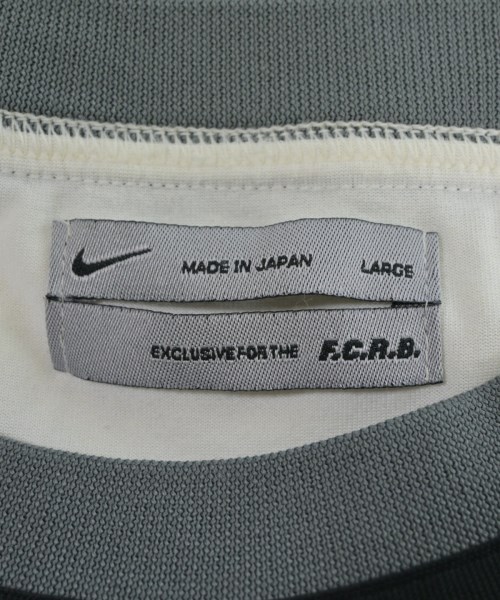 MADE IN JAPAN LARGE
EXCLUSIVE FOR THE F.C.R.B.